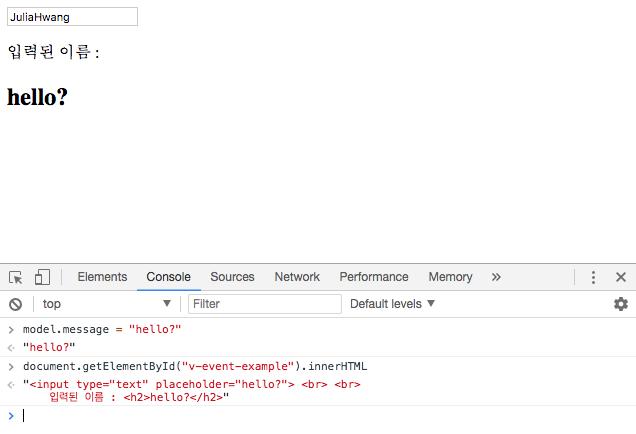 JuliaHwang
입력된 이름 :
hello?
Elements Console Sources Network Performance Memory »
top Filter Default levels
model.message = "hello?"
"hello?"
document.getElementById("v-event-example").innerHTML
"<input type="text" placeholder="hello?"> <br> <br>
입력된 이름 : <h2>hello?</h2>"